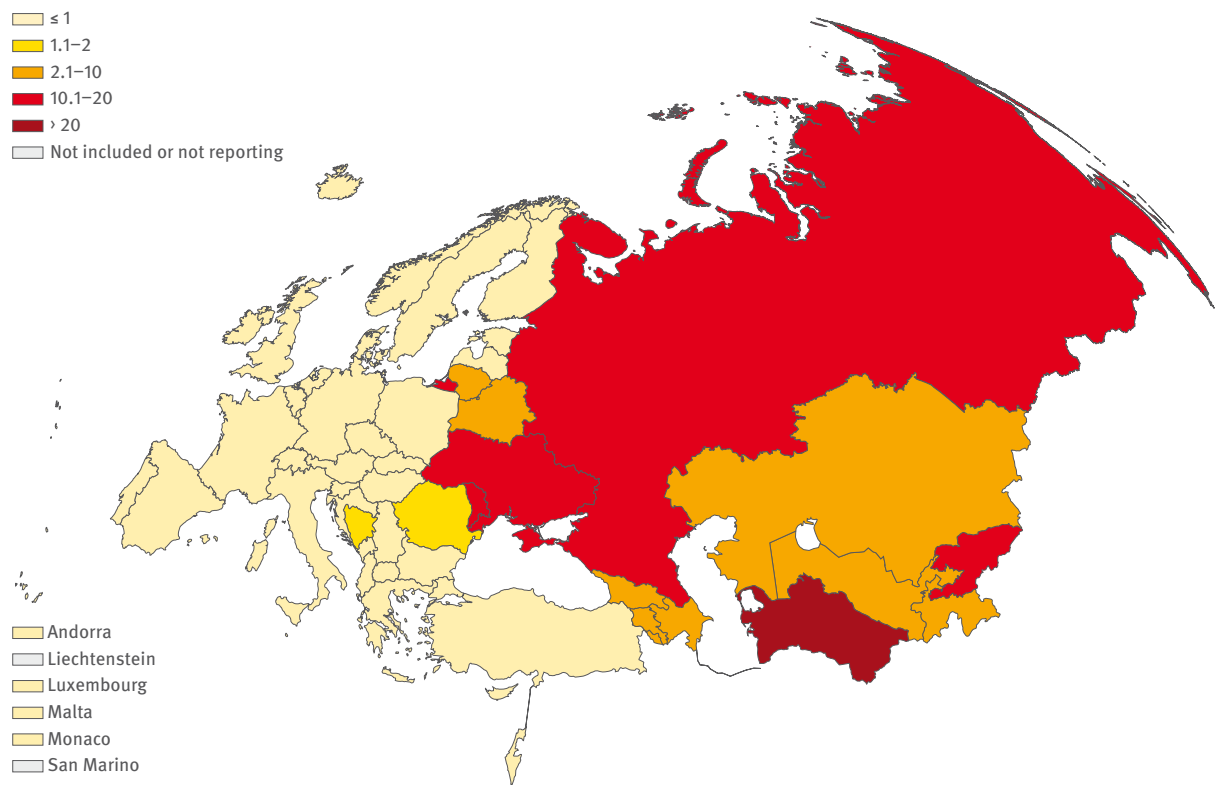 ≤ 1
1.1–2
2.1–10
10.1–20
› 20
Not included or not reporting
Andorra
Liechtenstein
Luxembourg
Malta
Monaco
San Marino